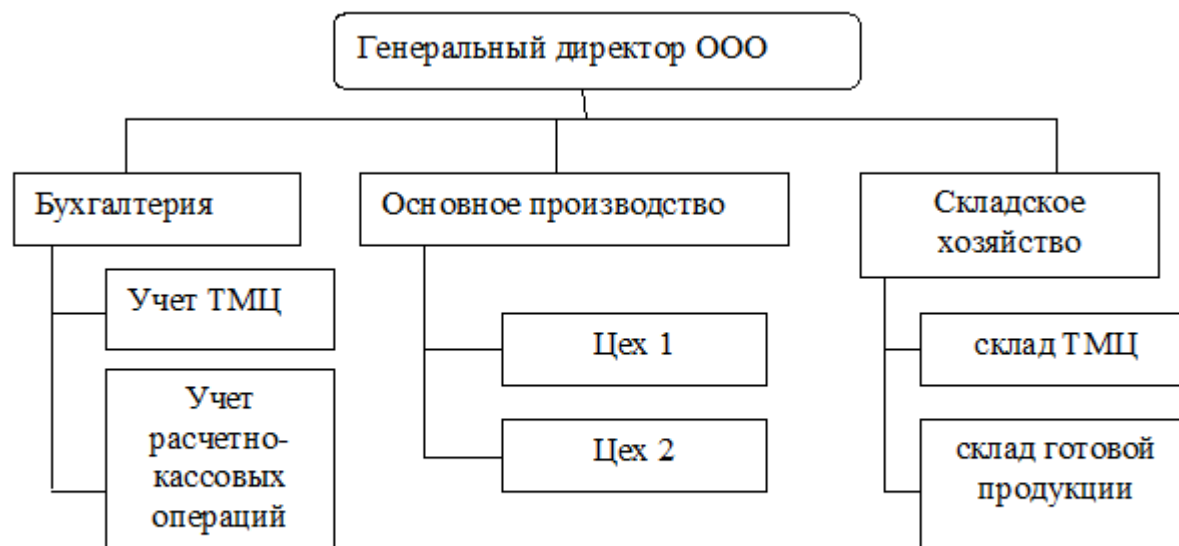 Генеральный директор ООО
Бухгалтерия
Учет ТМЦ
Учет
расчетно-
кассовых
операций
Основное производство
Цех 1
Цех 2
Складское
хозяйство
склад ТМЦ
склад готовой
продукции